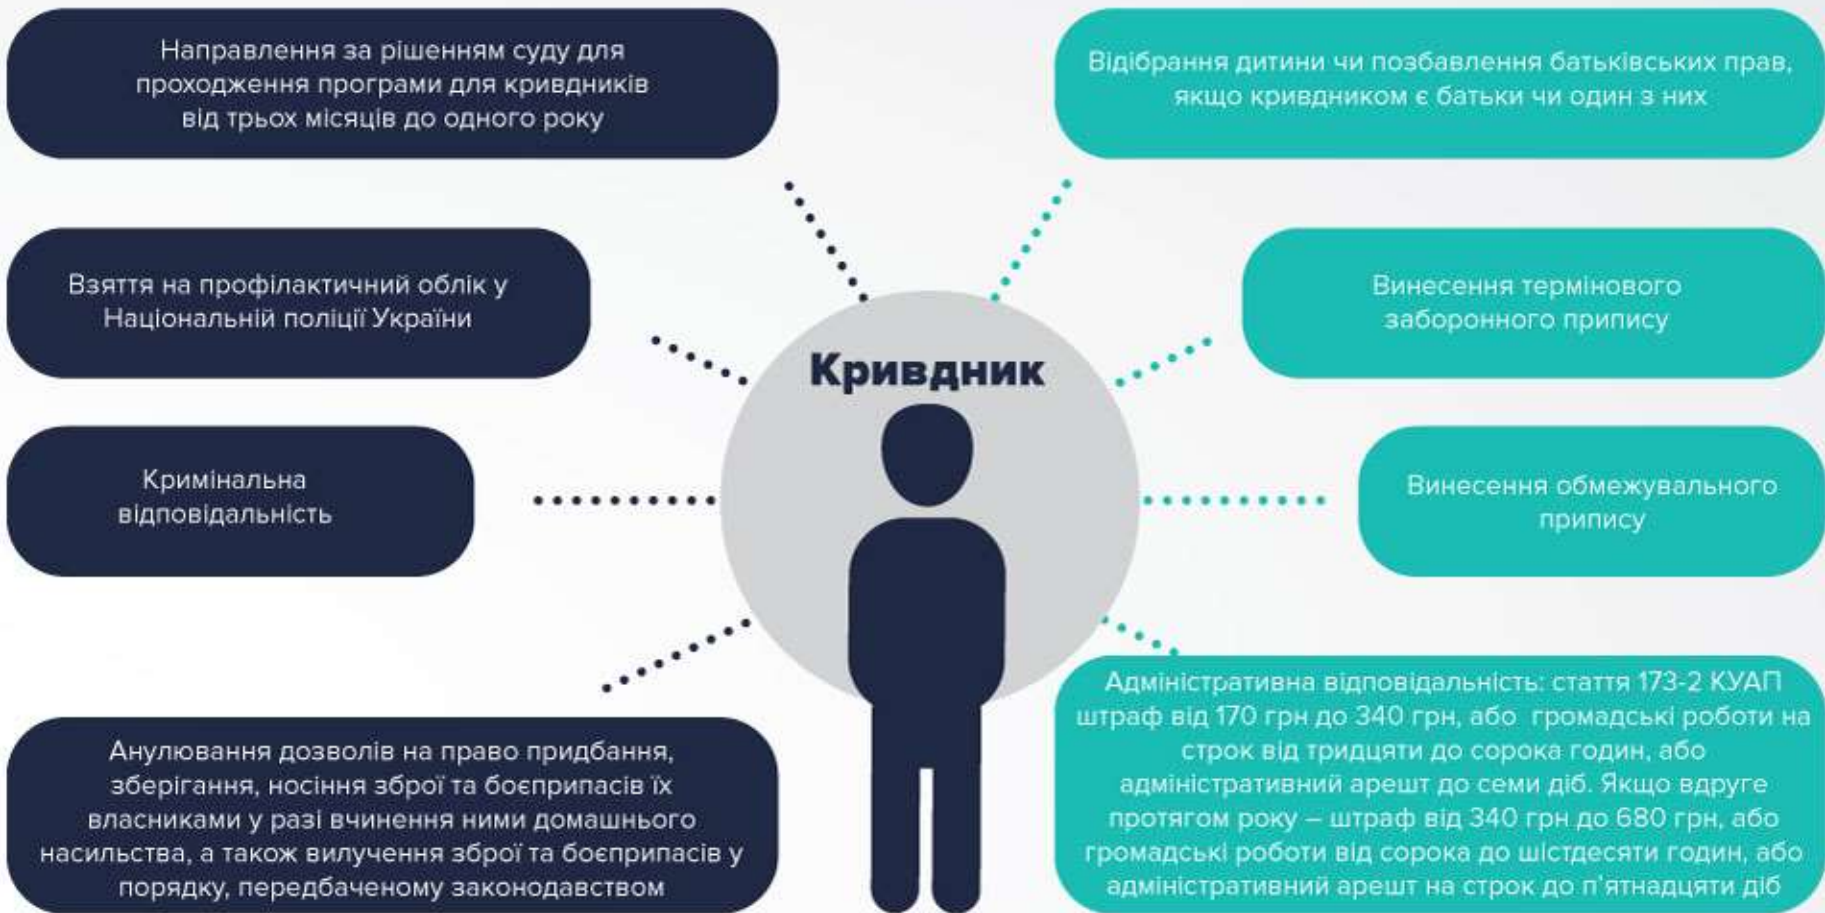 Направлення за рішенням суду для
проходження програми для кривдників
від трьох місяців до одного року
Відібрання дитини чи позбавлення батьківських прав,
якщо кривдником є батьки чи один з них
Взяття на профілактичний облік у
Національній поліції України
Винесення термінового
заборонного припису
Кривдник
Кримінальна
відповідальність
Винесення обмежувального
припису
Анулювання дозволів на право придбання,
зберігання, носіння зброї та боєприпасів їх
власниками у разі вчинення ними домашнього
насильства, а також вилучення зброї та боєприпасів у
порядку, передбаченому законодавством
Адміністративна відповідальність: стаття 173-2 КУАП
штраф від 170 грн до 340 грн, або громадські роботи на
строк від тридцяти до сорока годин, або
адміністративний арешт до семи діб. Якщо вдруге
протягом року – штраф від 340 грн до 680 грн, або
громадські роботи від сорока до шістдесяти годин, або
адміністративний арешт на строк до п'ятнадцяти діб